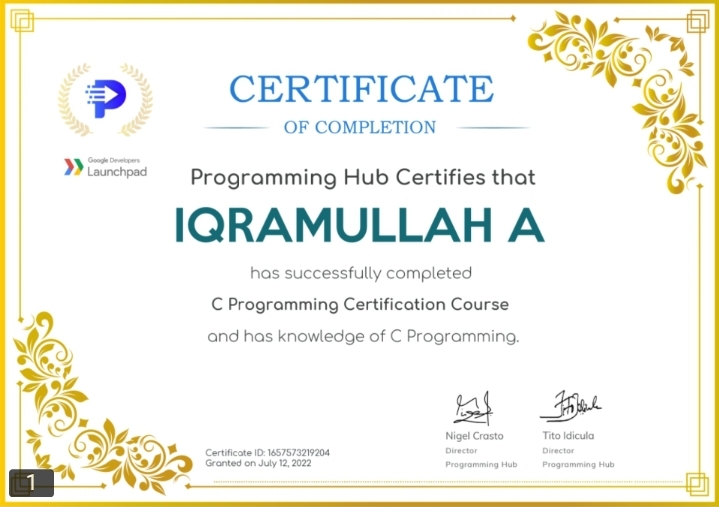 CERTIFICATE
OF COMPLETION
Google Developers
Launchpad
Programming Hub Certifies that
IQRAMULLAH A
has successfully completed
C Programming Certification Course
and has knowledge of C Programming.
Nigel Crasto
Director
Programming Hub
Tito Idicula
Director
Programming Hub
Certificate ID: 1657573219204
Granted on July 12, 2022
1